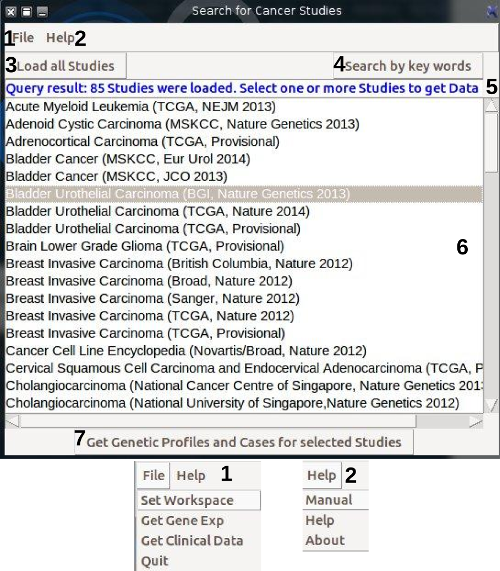 Search for Cancer Studies
1 File Help 2
3 Load all Studies 4 Search by key words
Query result: 85 Studies were loaded. Select one or more Studies to get Data 5
Acute Myeloid Leukemia (TCGA, NEJM 2013)
Adenoid Cystic Carcinoma (MSKCC, Nature Genetics 2013)
Adrenocortical Carcinoma (TCGA, Provisional)
Bladder Cancer (MSKCC, Eur Urol 2014)
Bladder Cancer (MSKCC, JCO 2013)
Bladder Urothelial Carcinoma (BGI, Nature Genetics 2013)
Bladder Urothelial Carcinoma (TCGA, Nature 2014)
Bladder Urothelial Carcinoma (TCGA, Provisional)
Brain Lower Grade Glioma (TCGA, Provisional)
6
Breast Invasive Carcinoma (British Columbia, Nature 2012)
Breast Invasive Carcinoma (Broad, Nature 2012)
Breast Invasive Carcinoma (Sanger, Nature 2012)
Breast Invasive Carcinoma (TCGA, Nature 2012)
Breast Invasive Carcinoma (TCGA, Provisional)
Cancer Cell Line Encyclopedia (Novartis/Broad, Nature 2012)
Cervical Squamous Cell Carcinoma and Endocervical Adenocarcinoma (TCGA, P
Cholangiocarcinoma (National Cancer Centre of Singapore, Nature Genetics 201
Cholangiocarcinoma (National University of Singapore,Nature Genetics 2012)
7 Get Genetic Profiles and Cases for selected Studies
File Help 1
Set Workspace
Get Gene Exp
Get Clinical Data
Quit
Help 2
Manual
Help
About